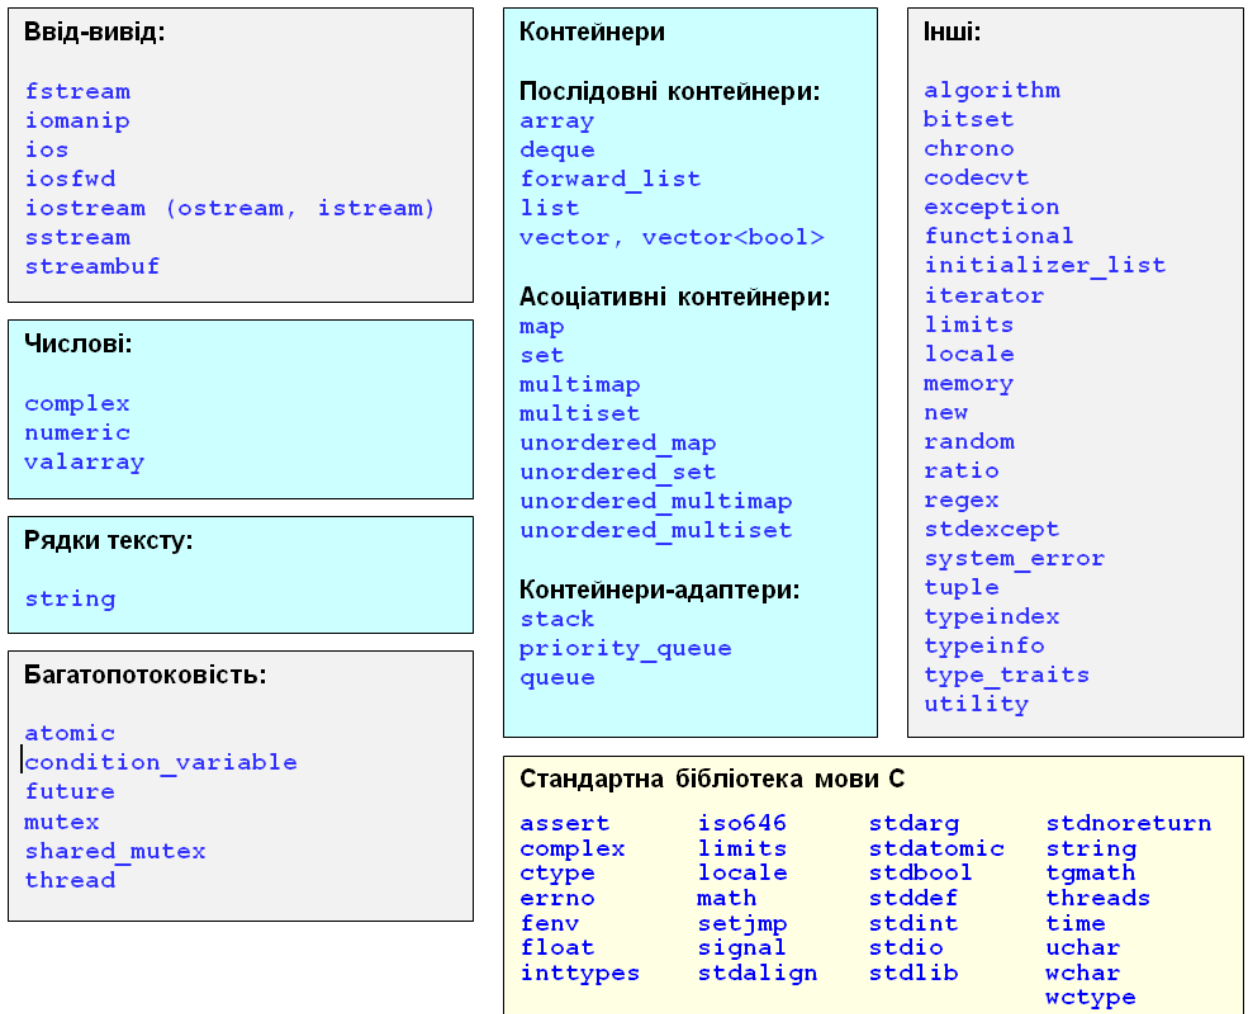 Ввід-вивід:
fstream
iomanip
ios
iosfwd
iostream (ostream, istream)
sstream
streambuf
Числові:
complex
numeric
valarray
Рядки тексту:
string
Багатопотоковість:
atomic
condition_variable
future
mutex
shared_mutex
thread
Контейнери
Послідовні контейнери:
array
deque
forward_list
list
vector, vector<bool>
Асоціативні контейнери:
map
set
multimap
multiset
unordered_map
unordered_set
unordered_multimap
unordered_multiset
Контейнери-адаптери:
stack
priority_queue
queue
Інші:
algorithm
bitset
chrono
codecvt
exception
functional
initializer_list
iterator
limits
locale
memory
new
random
ratio
regex
stdexcept
system_error
tuple
typeindex
typeinfo
type_traits
utility
Стандартна бібліотека мови С
assert iso646 stdarg stdnoreturn
complex limits stdatomic string
ctype locale stdbool tgmath
errno math stddef threads
fenv setjmp stdint time
float signal stdio uchar
inttypes stdalign stdlib wchar
wctype